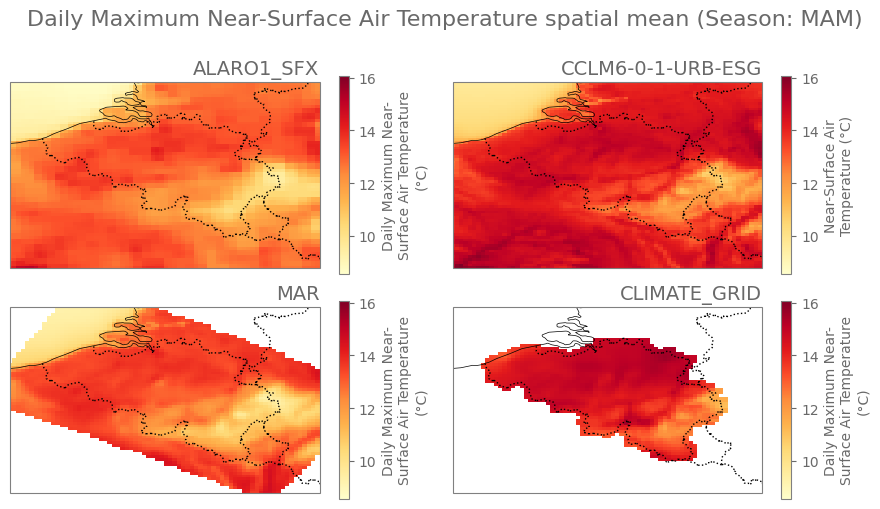 Daily Maximum Near-Surface Air Temperature spatial mean (Season: MAM)
ALARO1_SFX
16
14
12
10
Daily Maximum Near-
Surface Air Temperature
(°C)
CCLM6-0-1-URB-ESG
16
14
12
10
Near-Surface Air
Temperature (°C)
MAR
16
14
12
10
Daily Maximum Near-
Surface Air Temperature
(°C)
CLIMATE_GRID
16
14
12
10
Daily Maximum Near-
Surface Air Temperature
(°C)